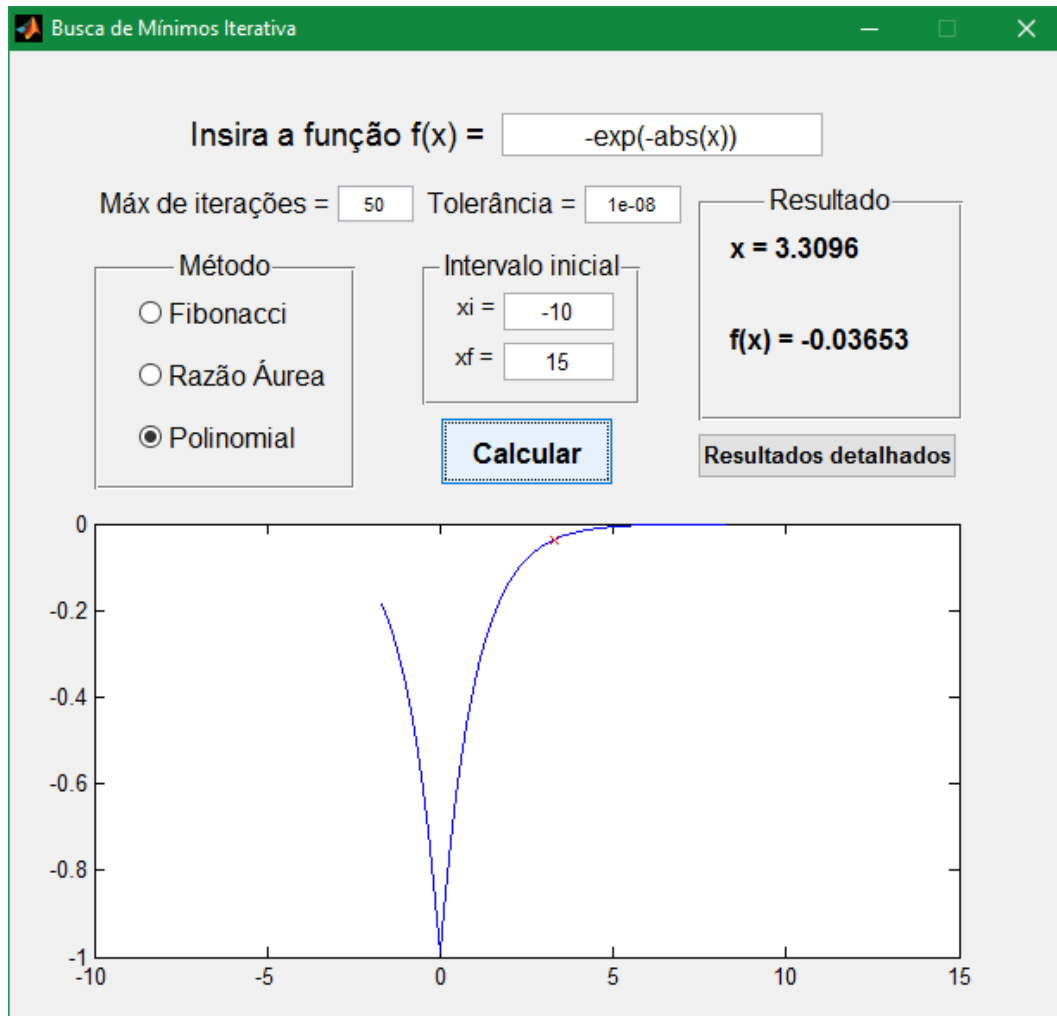 Busca de Mínimos Iterativa
Insira a função f(x) = -exp(-abs(x))
Máx de iterações = 50 Tolerância = 1e-08
Resultado
x = 3.3096
f(x) = -0.03653
Método
Fibonacci
Razão Áurea
Polinomial
Intervalo inicial
xi = -10
xf = 15
Calcular
Resultados detalhados
0
-0.2
-0.4
-0.6
-0.8
-1
-10 -5 0 5 10 15